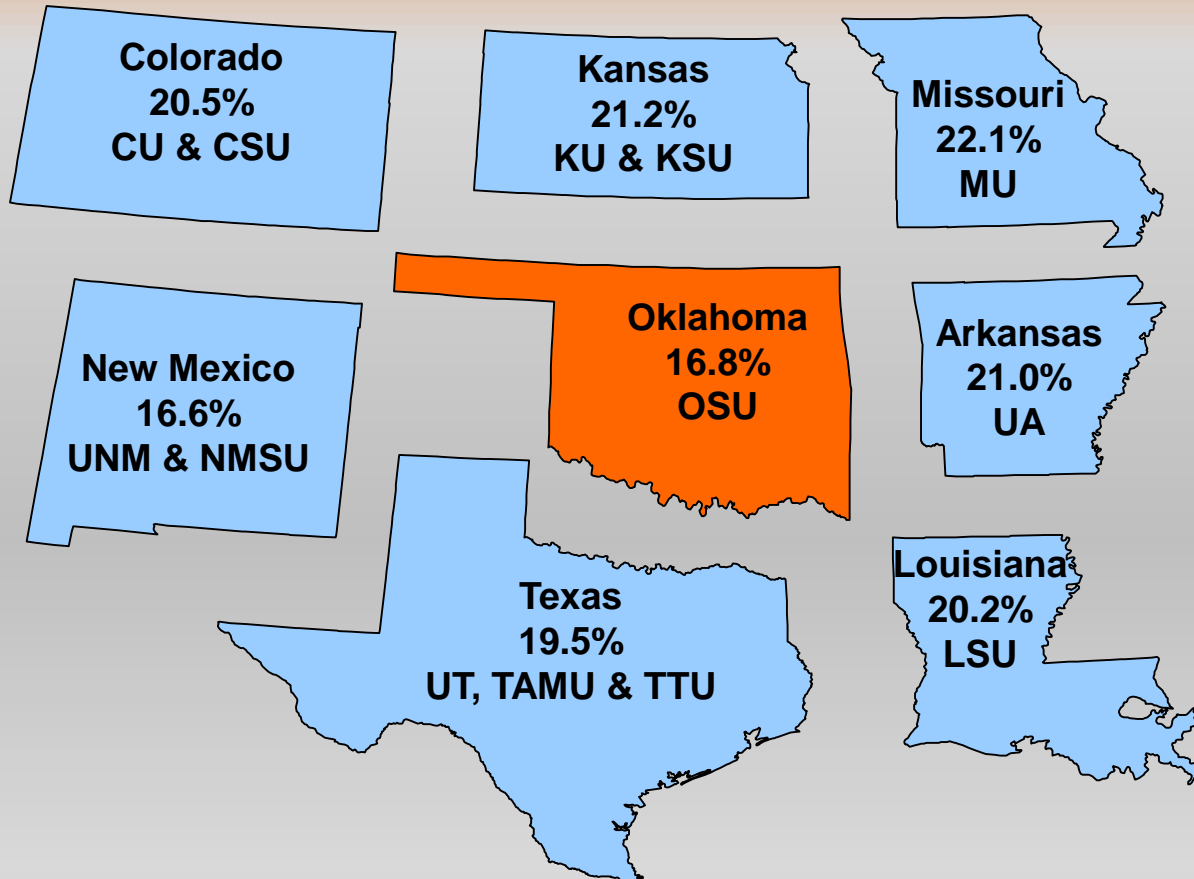 Colorado
20.5%
CU & CSU
Kansas
21.2%
KU & KSU
Missouri
22.1%
MU
New Mexico
16.6%
UNM & NMSU
Oklahoma
16.8%
OSU
Arkansas
21.0%
UA
Texas
19.5%
UT, TAMU & TTU
Louisiana
20.2%
LSU